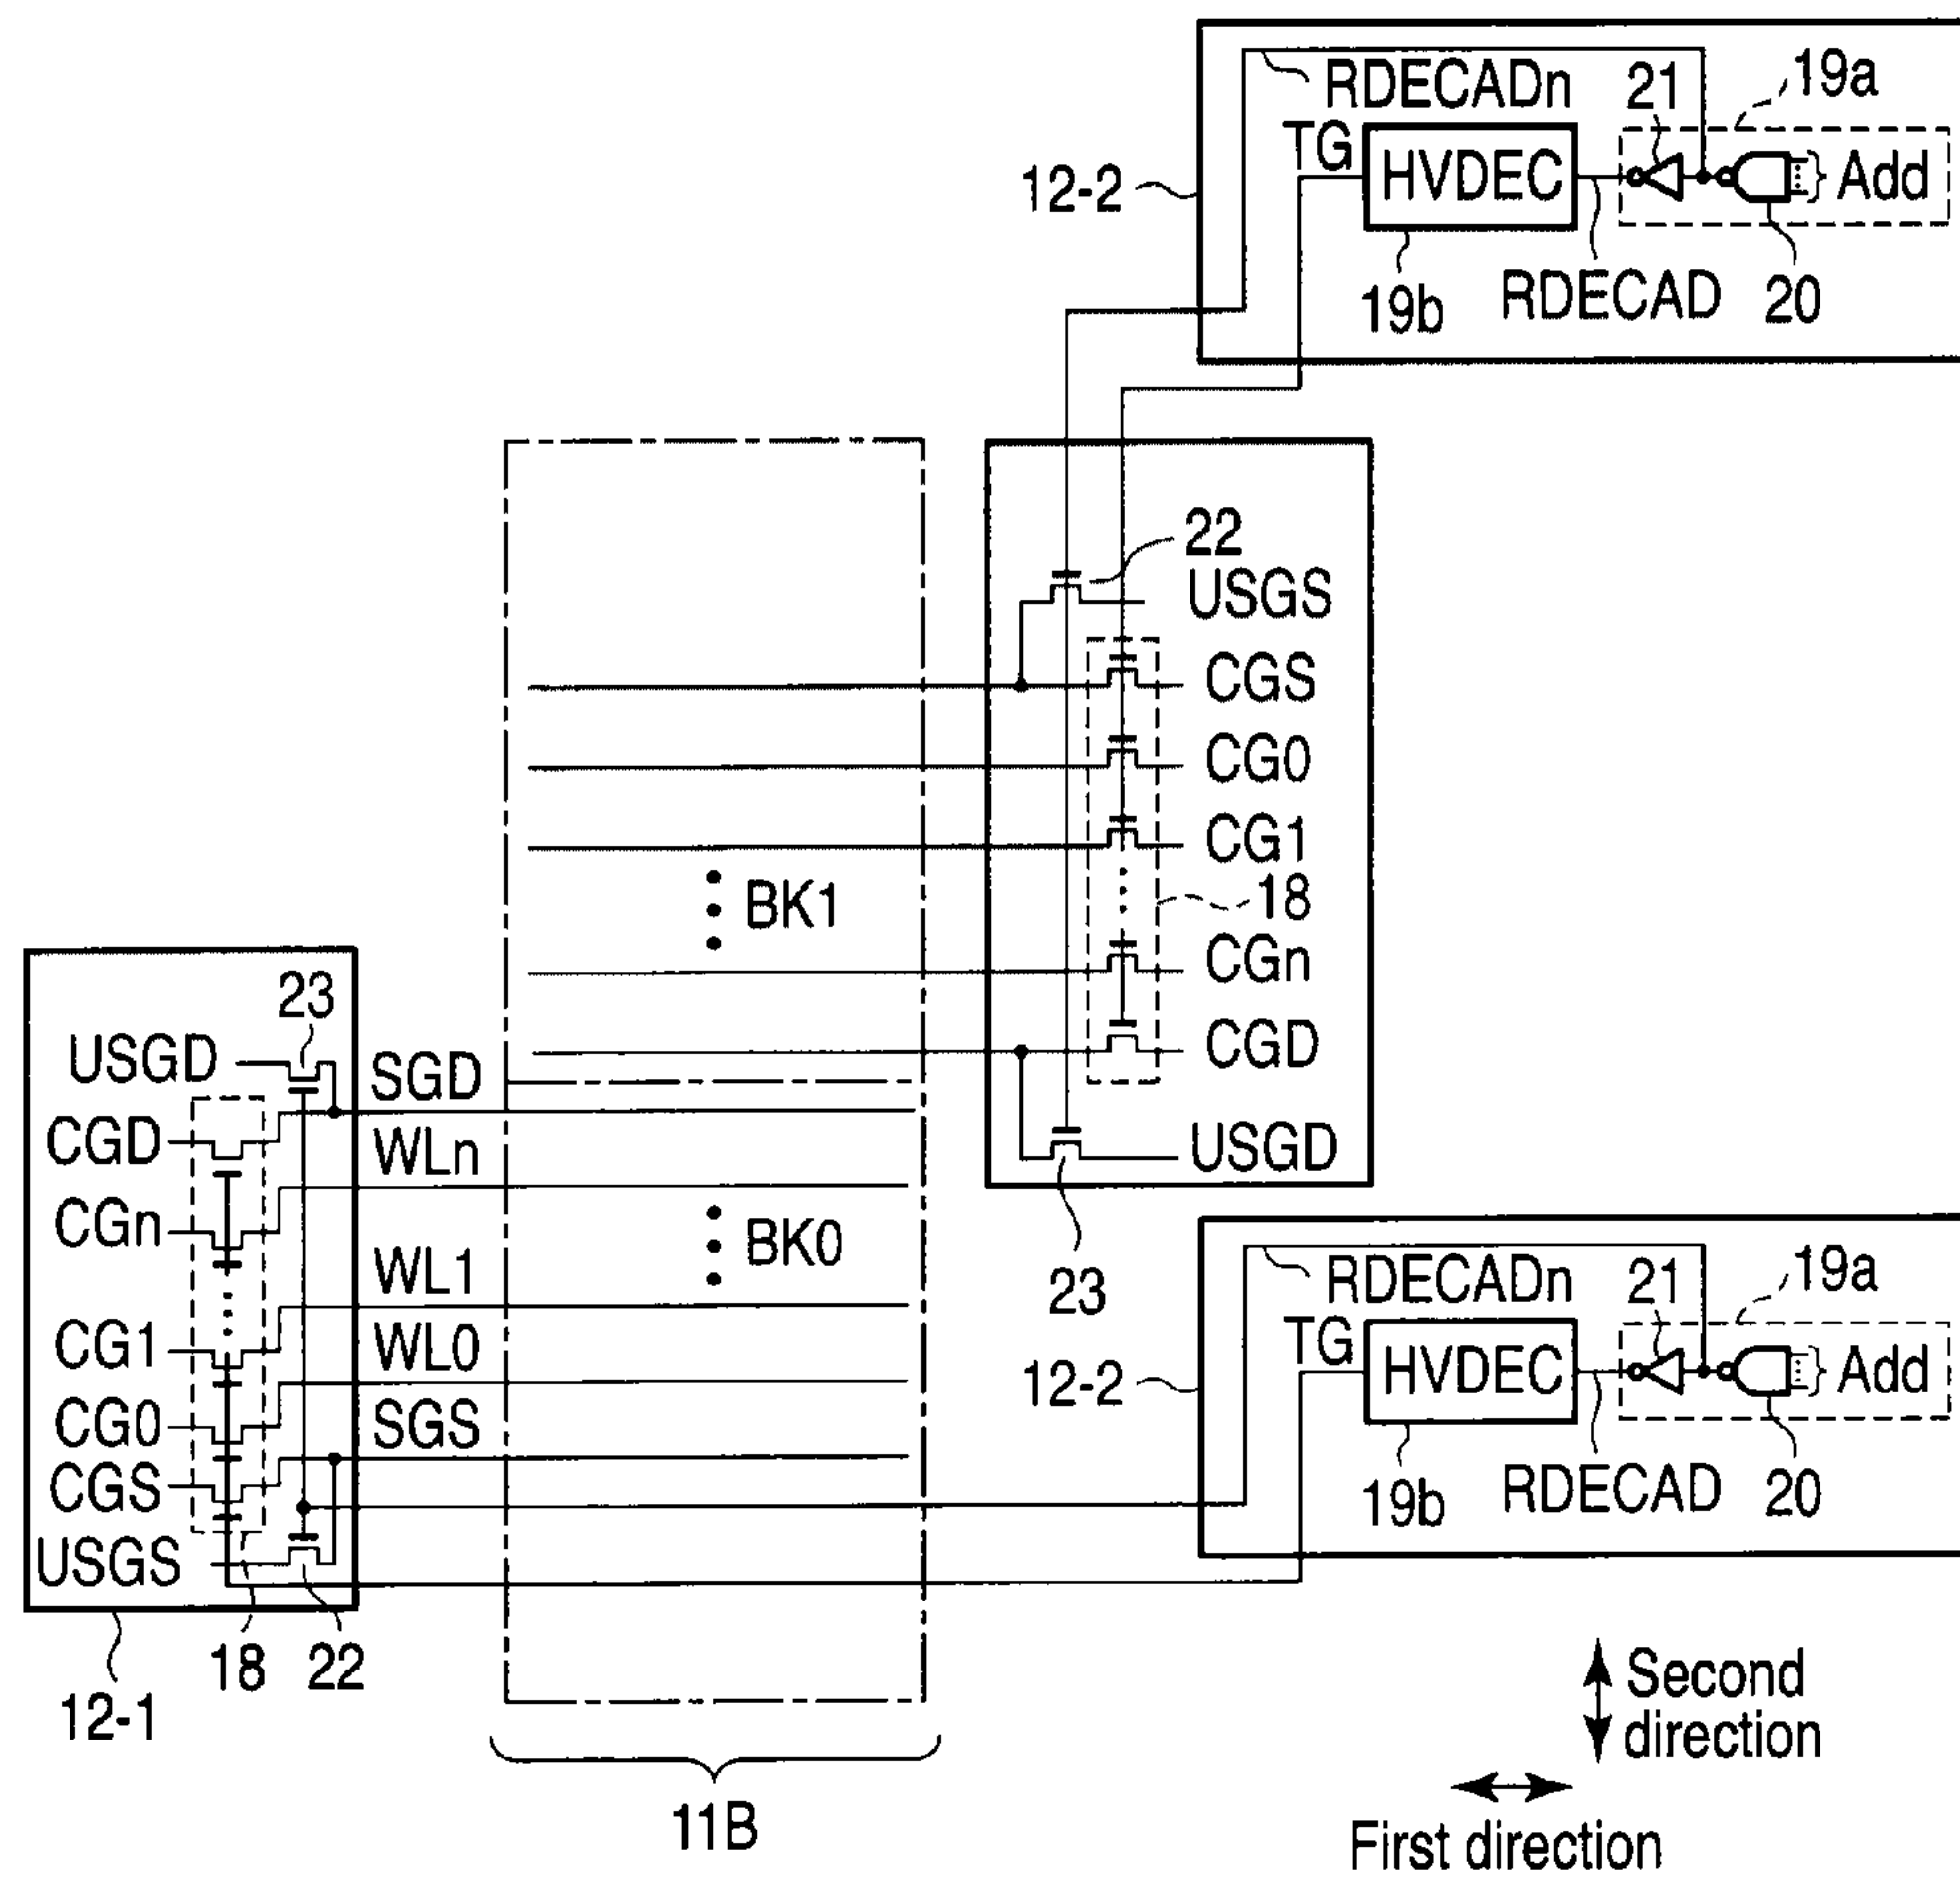 RDECADn
21
19a
TG
HVDEC
Add
12-2
19b
RDECAD
20
22
USGS
CGS
CG0
CG1
18
BK1
CGn
CGD
USGD
23
23
USGD
SGD
CGD
WLn
CGn
BK0
WL1
CG1
WL0
CG0
SGS
CGS
USGS
18
22
12-1
RDECADn
21
19a
TG
HVDEC
Add
12-2
19b
RDECAD
20
11B
Second
direction
First direction